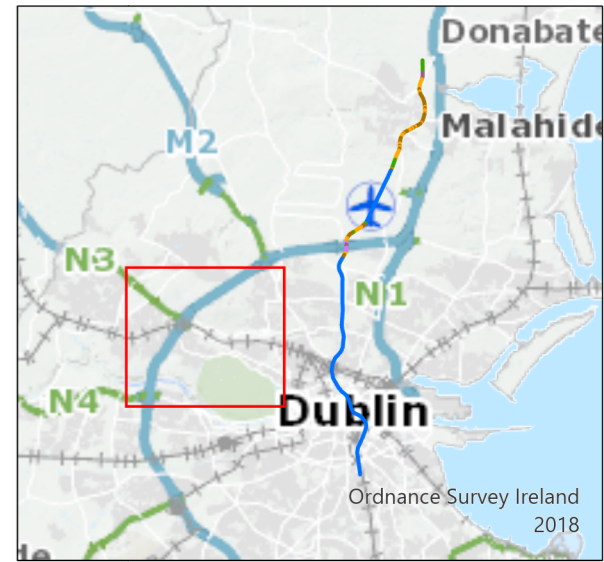 Donabate
Malahide
M2
N3
N1
N4
Dublin
Ordnance Survey Ireland
2018